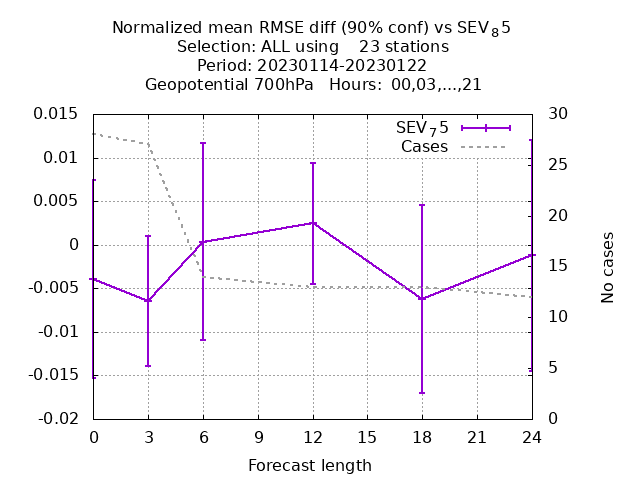 Normalized mean RMSE diff (90% conf) vs SEV₈5
Selection: ALL using    23 stations
Period: 20230114-20230122
Geopotential 700hPa   Hours:  00,03,...,21
SEV₇5
Cases
0.015
0.01
0.005
0
-0.005
-0.01
-0.015
-0.02
30
25
20
15
10
5
0
No cases
0 3 6 9 12 15 18 21 24
Forecast length